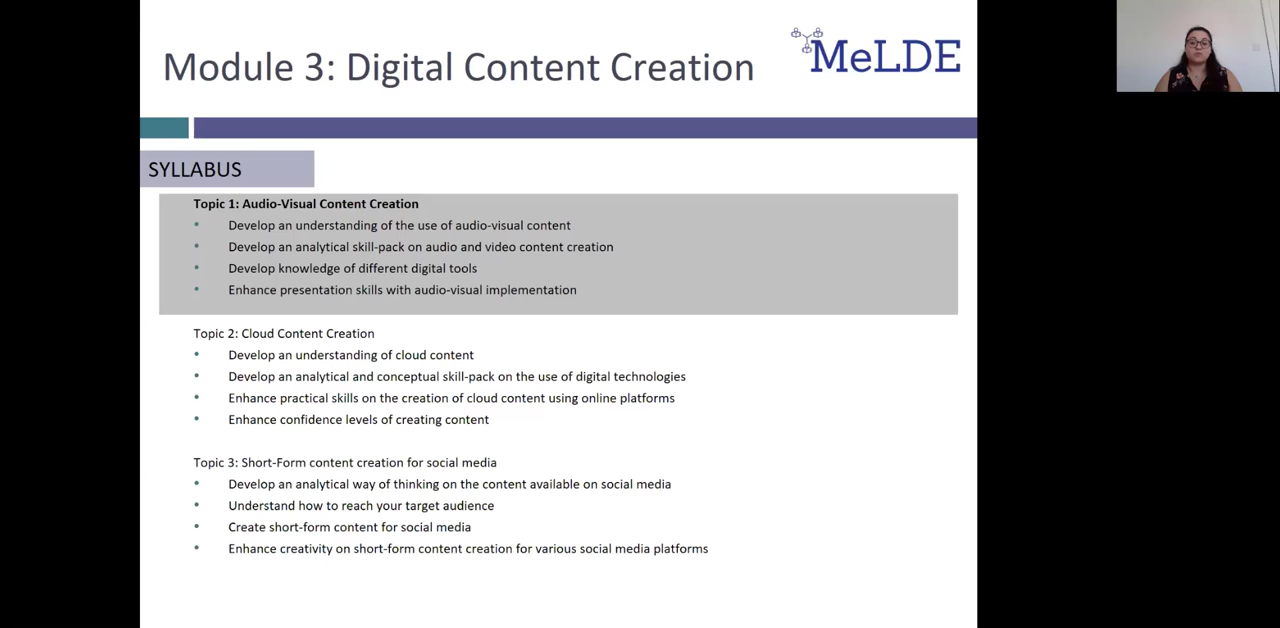 Module 3: Digital Content Creation
MeLDE
SYLLABUS
Topic 1: Audio-Visual Content Creation
• Develop an understanding of the use of audio-visual content
• Develop an analytical skill-pack on audio and video content creation
• Develop knowledge of different digital tools
• Enhance presentation skills with audio-visual implementation
Topic 2: Cloud Content Creation
• Develop an understanding of cloud content
• Develop an analytical and conceptual skill-pack on the use of digital technologies
• Enhance practical skills on the creation of cloud content using online platforms
• Enhance confidence levels of creating content
Topic 3: Short-Form content creation for social media
• Develop an analytical way of thinking on the content available on social media
• Understand how to reach your target audience
• Create short-form content for social media
• Enhance creativity on short-form content creation for various social media platforms